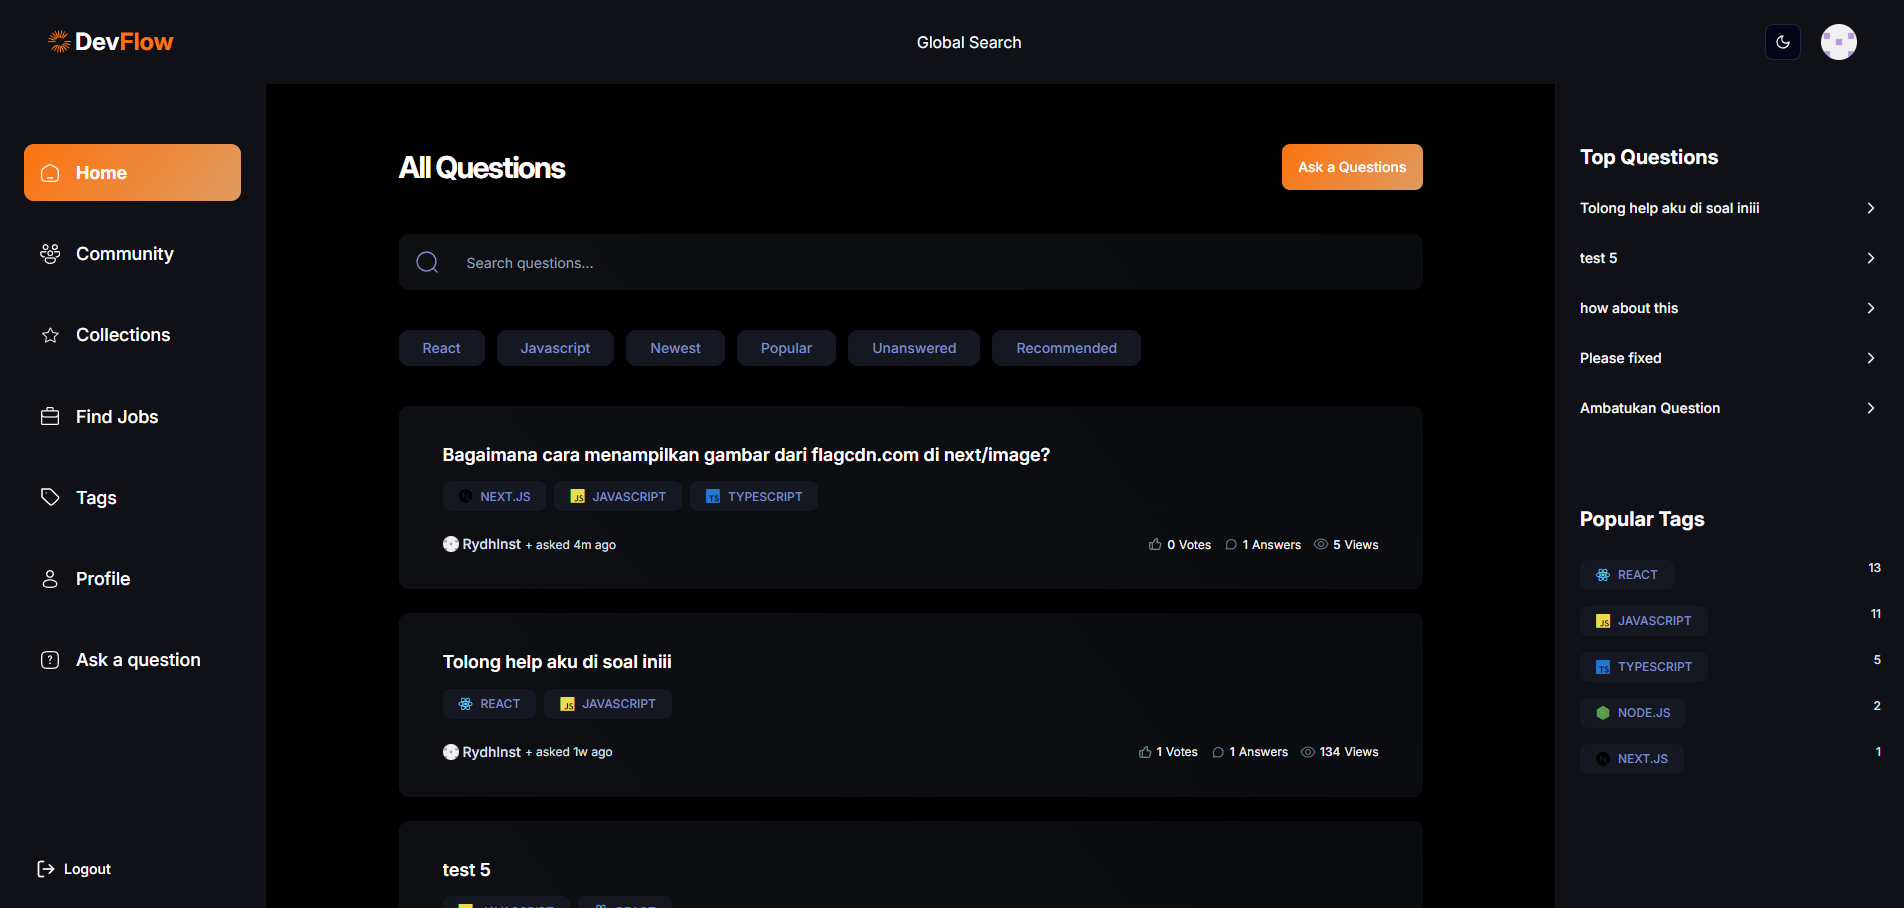 DevFlow
Global Search
Home
Community
Collections
Find Jobs
Tags
Profile
Ask a question
Logout
All Questions
Ask a Questions
Search questions...
React
Javascript
Newest
Popular
Unanswered
Recommended
Bagaimana cara menampilkan gambar dari flagcdn.com di next/image?
NEXT.JS
JAVASCRIPT
TYPESCRIPT
RydhInst + asked 4m ago
0 Votes
1 Answers
5 Views
Tolong help aku di soal iniii
REACT
JAVASCRIPT
RydhInst + asked 1w ago
1 Votes
1 Answers
134 Views
test 5
JAVASCRIPT
REACT
Top Questions
Tolong help aku di soal iniii
test 5
how about this
Please fixed
Ambatukan Question
Popular Tags
REACT 13
JAVASCRIPT 11
TYPESCRIPT 5
NODE.JS 2
NEXT.JS 1